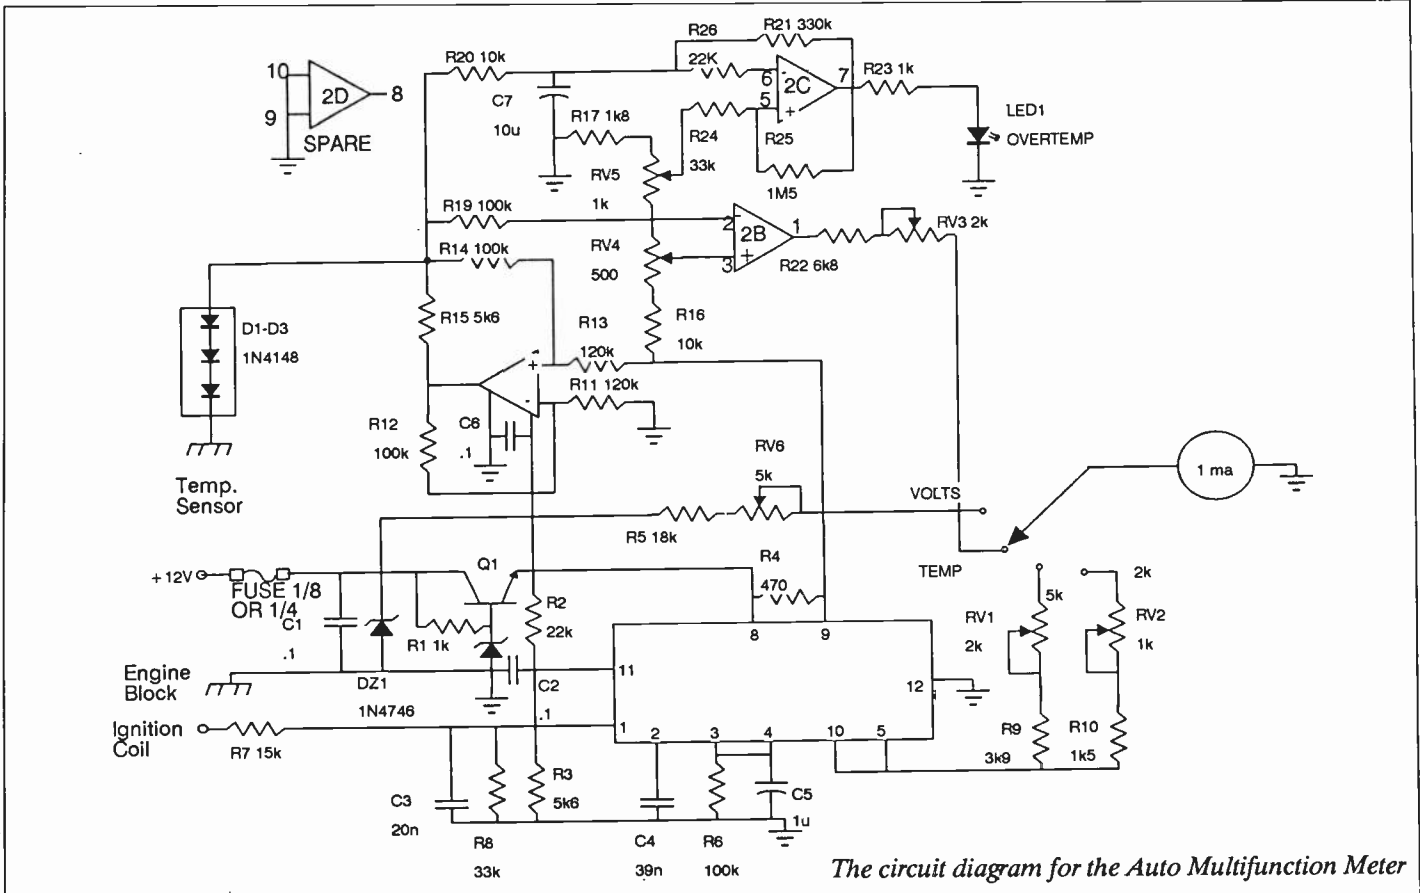 R26
R21 330k
R20 10k
22K
10
9
2D
8
SPARE
6
5
-
+
2C
7
R23 1k
C7
10u
R17 1k8
R24
33k
R25
1M5
LED1
OVERTEMP
RV5
1k
R19 100k
2
3
-
+
2B
1
R22 6k8
RV3 2k
R14 100k
RV4
500
D1-D3
1N4148
R15 5k6
R13
120k
R16
10k
+
-
R11 120k
R12
100k
C6
.1
Temp.
Sensor
RV6
5k
1 ma
VOLTS
R5 18k
TEMP
+ 12V
FUSE 1/8
OR 1/4
Q1
R4
470
2k
5k
C1
.1
R1 1k
R2
22k
8
9
RV1
2k
RV2
1k
Engine
Block
DZ1
1N4746
C2
.1
11
12
Ignition
Coil
R7 15k
1
2
3
4
10
5
R9
3k9
R10
1k5
C3
20n
R8
33k
R3
5k6
C4
39n
R6
100k
C5
1u
The circuit diagram for the Auto Multifunction Meter